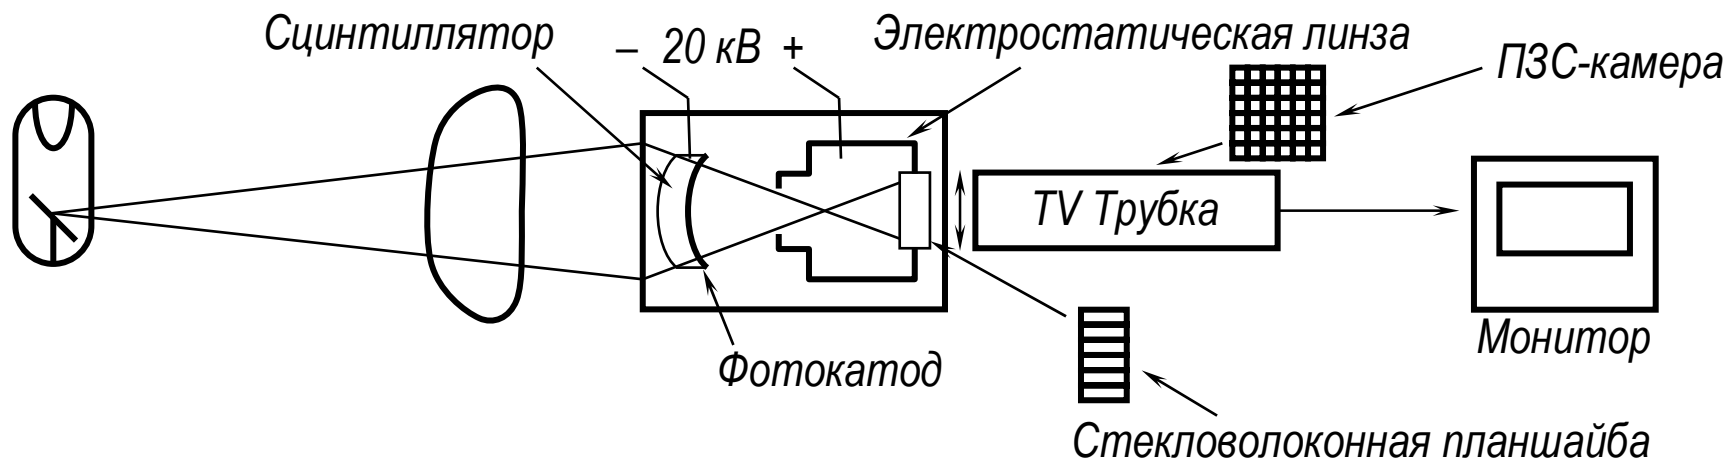 Сцинтиллятор
– 20 кВ +
Электростатическая линза
ПЗС-камера
TV Трубка
Монитор
Фотокатод
Стекловолоконная планшайба